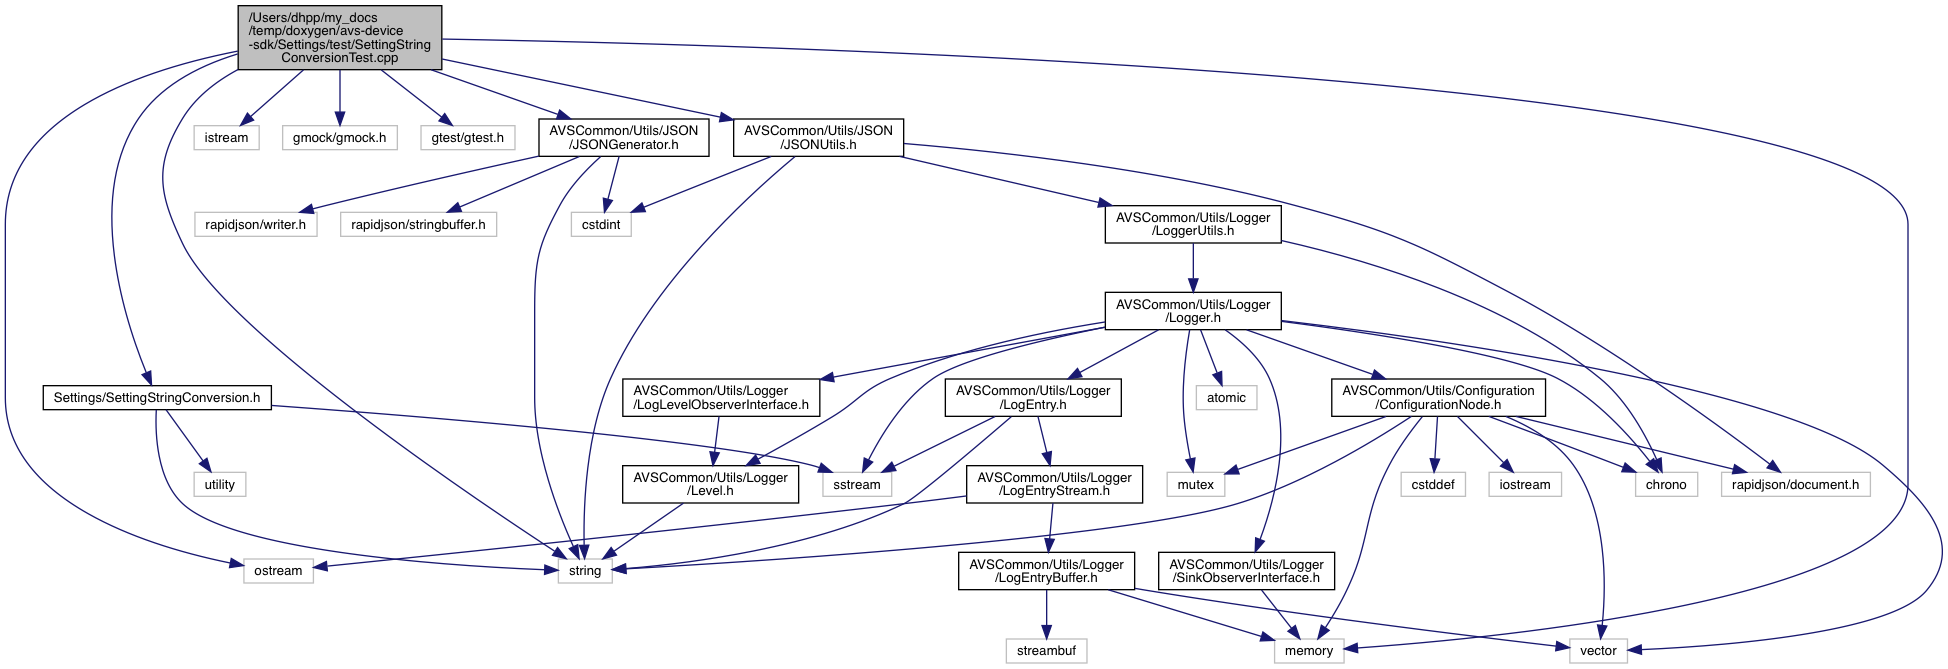 /Users/dhpp/my_docs
/temp/doxygen/avs-device
-sdk/Settings/test/SettingString
ConversionTest.cpp
istream
gmock/gmock.h
gtest/gtest.h
AVSCommon/Utils/JSON
/JSONGenerator.h
AVSCommon/Utils/JSON
/JSONUtils.h
rapidjson/writer.h
rapidjson/stringbuffer.h
cstdint
AVSCommon/Utils/Logger
/LoggerUtils.h
AVSCommon/Utils/Logger
/Logger.h
Settings/SettingStringConversion.h
AVSCommon/Utils/Logger
/LogLevelObserverInterface.h
AVSCommon/Utils/Logger
/LogEntry.h
atomic
AVSCommon/Utils/Configuration
/ConfigurationNode.h
utility
AVSCommon/Utils/Logger
/Level.h
sstream
AVSCommon/Utils/Logger
/LogEntryStream.h
mutex
cstddef
iostream
chrono
rapidjson/document.h
ostream
string
AVSCommon/Utils/Logger
/LogEntryBuffer.h
AVSCommon/Utils/Logger
/SinkObserverInterface.h
streambuf
memory
vector